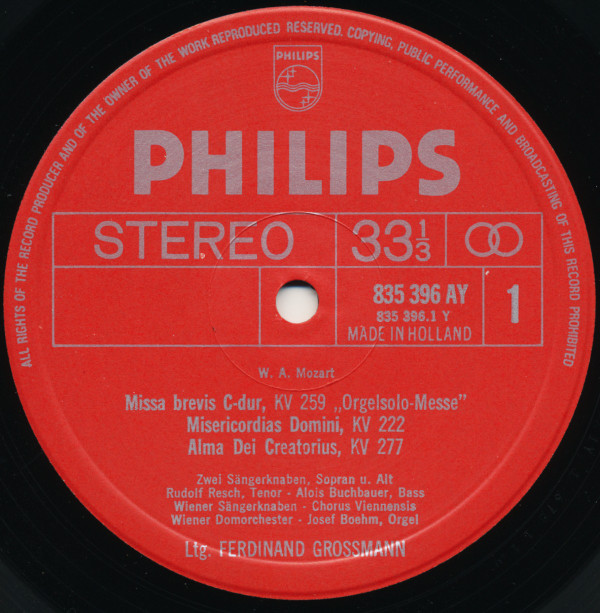 ALL RIGHTS OF THE RECORD PRODUCER AND OF THE OWNER OF THE WORK REPRODUCED RESERVED. COPYING, PUBLIC PERFORMANCE AND BROADCASTING OF THIS RECORD PROHIBITED
PHILIPS
PHILIPS
STEREO 33 1/3
835 396 AY 1
835 396.1 Y
MADE IN HOLLAND
W. A. Mozart
Missa brevis C-dur, KV 259 „Orgelsolo-Messe”
Misericordias Domini, KV 222
Alma Dei Creatorius, KV 277
Zwei Sängerknaben, Sopran u. Alt
Rudolf Resch, Tenor - Alois Buchbauer, Bass
Wiener Sängerknaben - Chorus Viennensis
Wiener Domorchester - Josef Boehm, Orgel
Ltg. FERDINAND GROSSMANN